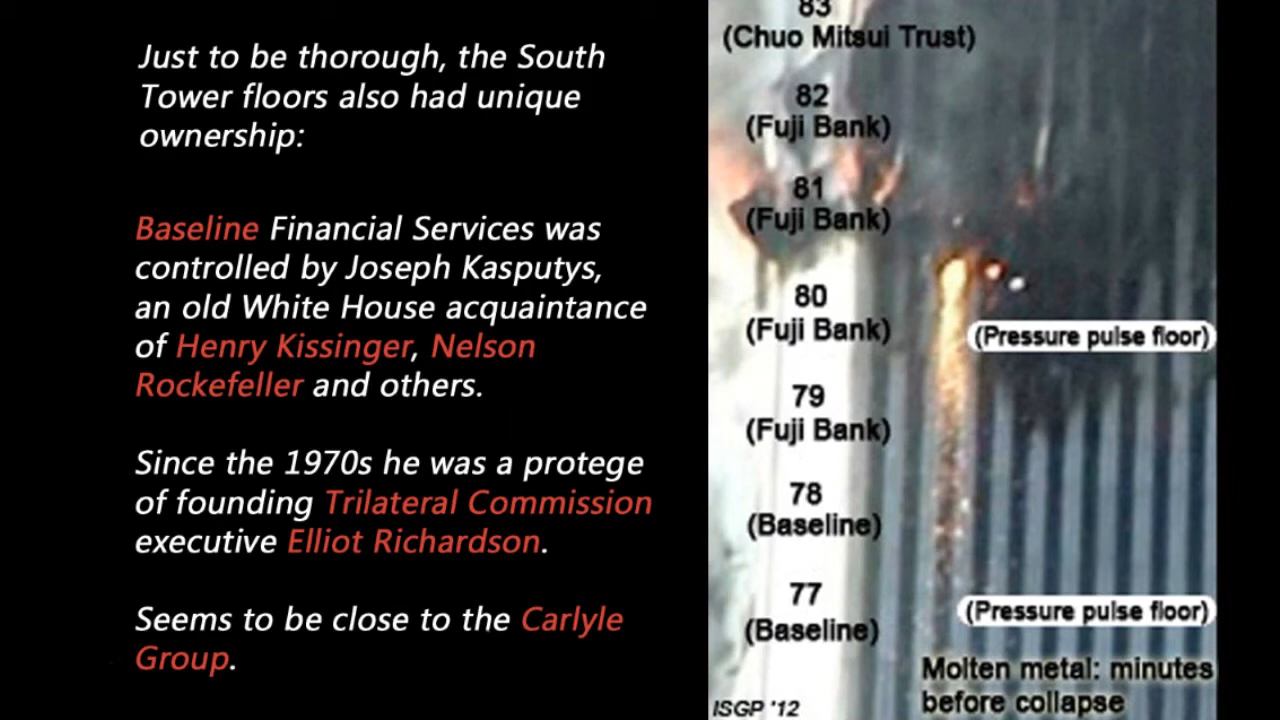 Just to be thorough, the South
Tower floors also had unique
ownership:
Baseline Financial Services was
controlled by Joseph Kasputys,
an old White House acquaintance
of Henry Kissinger, Nelson
Rockefeller and others.
Since the 1970s he was a protege
of founding Trilateral Commission
executive Elliot Richardson.
Seems to be close to the Carlyle
Group.
83
(Chuo Mitsui Trust)
82
(Fuji Bank)
81
(Fuji Bank)
80
(Fuji Bank)
(Pressure pulse floor)
79
(Fuji Bank)
78
(Baseline)
77
(Baseline)
(Pressure pulse floor)
Molten metal: minutes
before collapse
ISGP '12